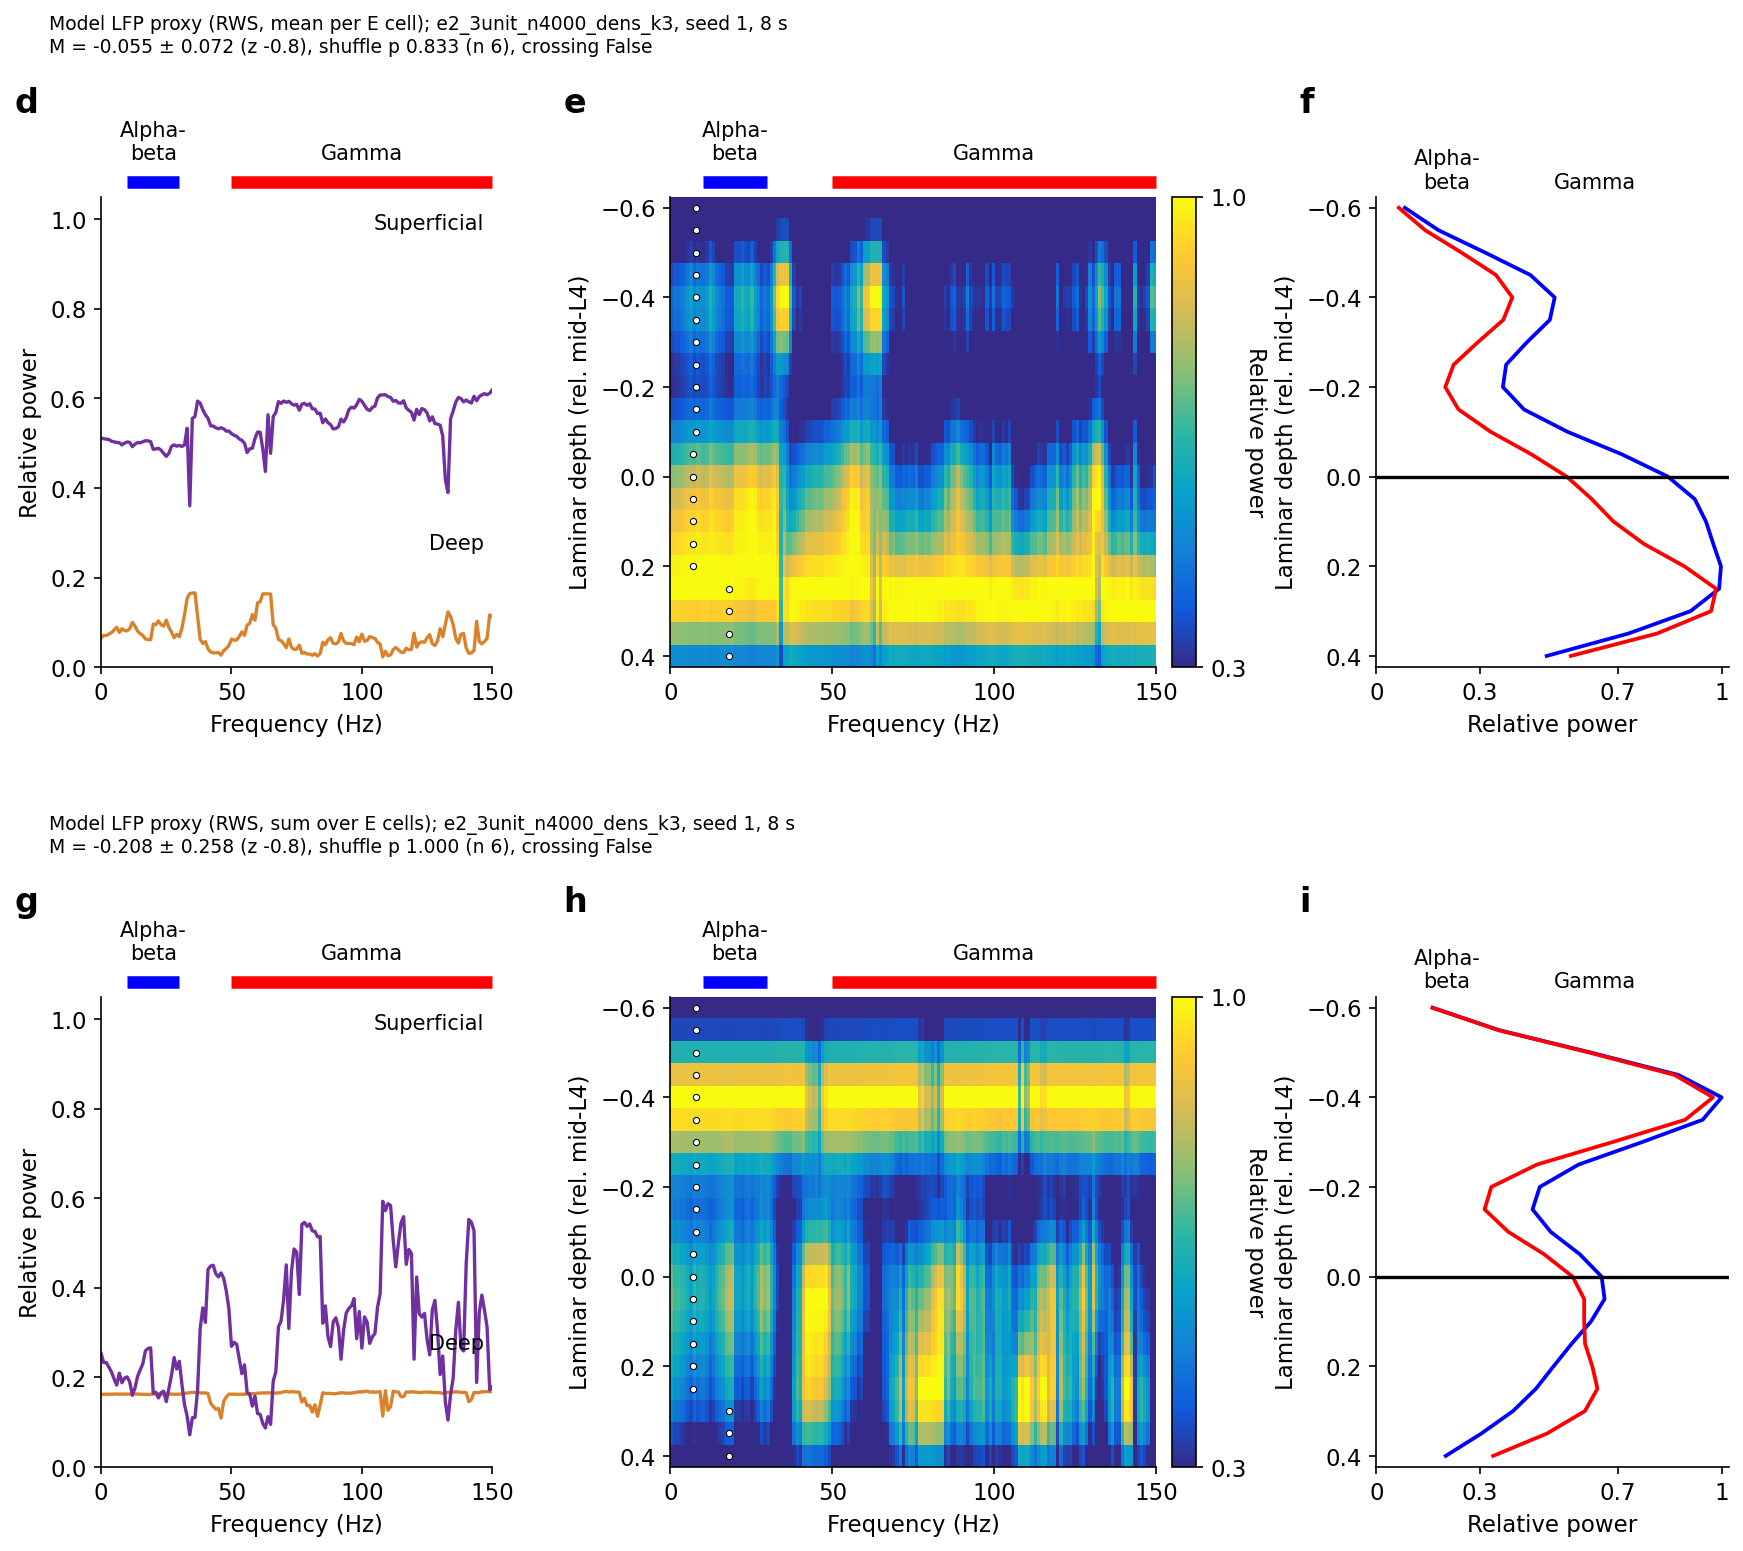 Model LFP proxy (RWS, mean per E cell); e2_3unit_n4000_dens_k3, seed 1, 8 s
M = -0.055 ± 0.072 (z -0.8), shuffle p 0.833 (n 6), crossing False
d
Alpha-
beta
Gamma
Superficial
Deep
1.0
0.8
0.6
0.4
0.2
0.0
Relative power
0
50
100
150
Frequency (Hz)
e
Alpha-
beta
Gamma
−0.6
−0.4
−0.2
0.0
0.2
0.4
Laminar depth (rel. mid-L4)
0
50
100
150
Frequency (Hz)
1.0
0.3
Relative power
f
Alpha-
beta
Gamma
−0.6
−0.4
−0.2
0.0
0.2
0.4
Laminar depth (rel. mid-L4)
0
0.3
0.7
1
Relative power
Model LFP proxy (RWS, sum over E cells); e2_3unit_n4000_dens_k3, seed 1, 8 s
M = -0.208 ± 0.258 (z -0.8), shuffle p 1.000 (n 6), crossing False
g
Alpha-
beta
Gamma
Superficial
Deep
1.0
0.8
0.6
0.4
0.2
0.0
Relative power
0
50
100
150
Frequency (Hz)
h
Alpha-
beta
Gamma
−0.6
−0.4
−0.2
0.0
0.2
0.4
Laminar depth (rel. mid-L4)
0
50
100
150
Frequency (Hz)
1.0
0.3
Relative power
i
Alpha-
beta
Gamma
−0.6
−0.4
−0.2
0.0
0.2
0.4
Laminar depth (rel. mid-L4)
0
0.3
0.7
1
Relative power